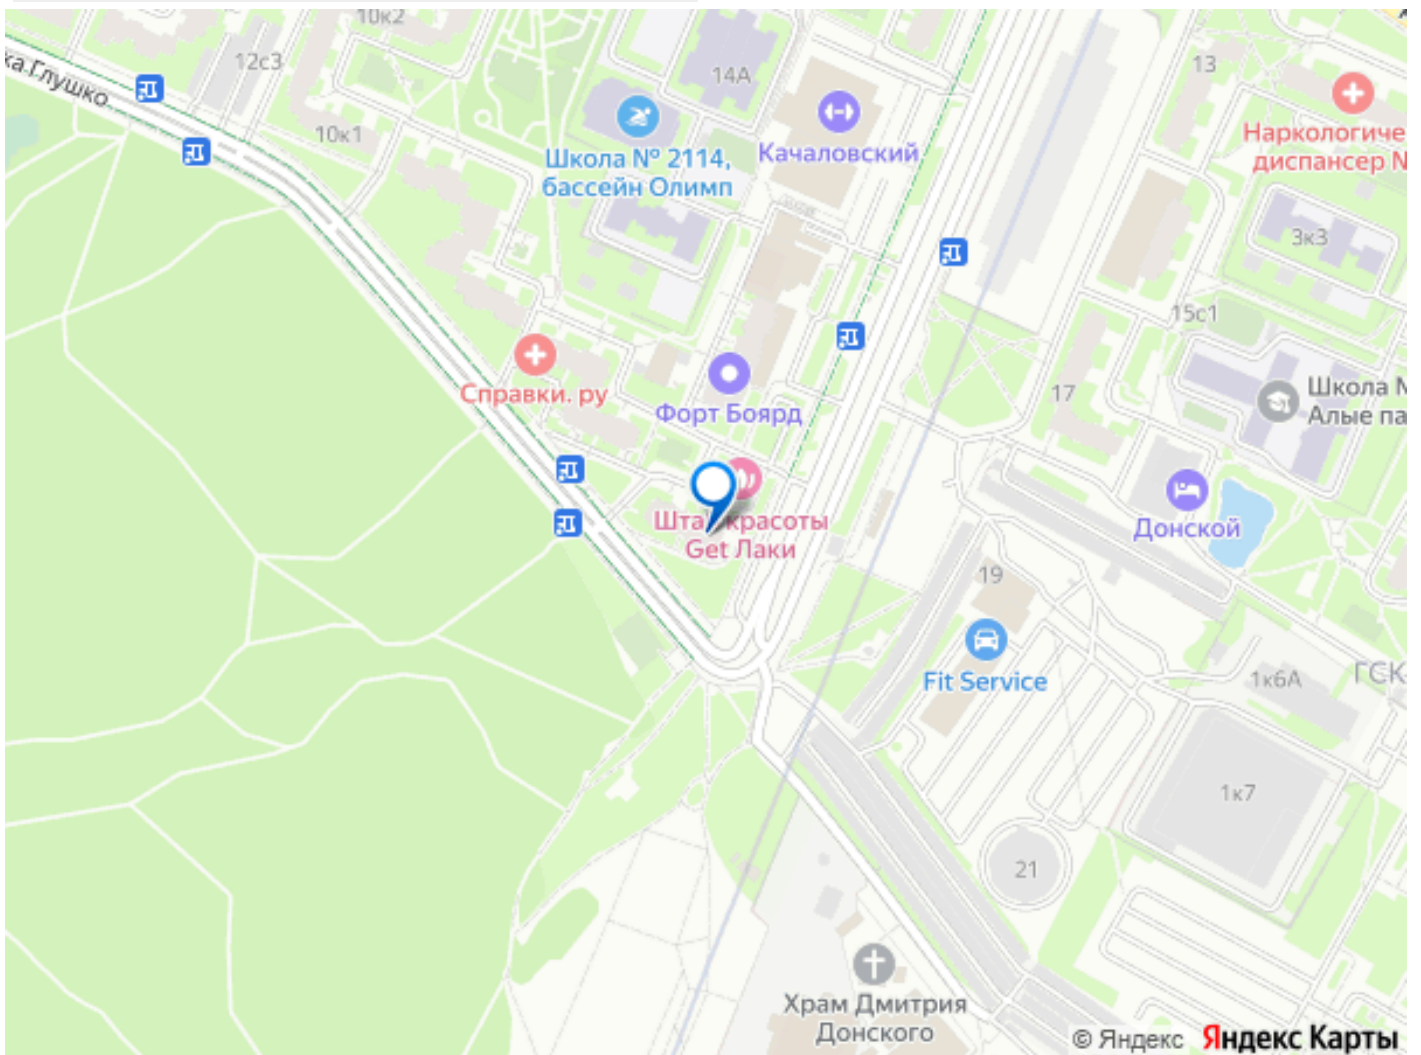 10к2
12с3
ка Глушко
10к1
14А
Школа № 2114,
бассейн Олимп
Качаловский
13
Наркологиче
диспансер №
3к3
15с1
17
Школа №
Алые па
Справки. ру
Форт Боярд
красоты
Get Лаки
Донской
19
Fit Service
1к6А
ГСК
1к7
21
Храм Дмитрия
Донского
© Яндекс Яндекс Карты